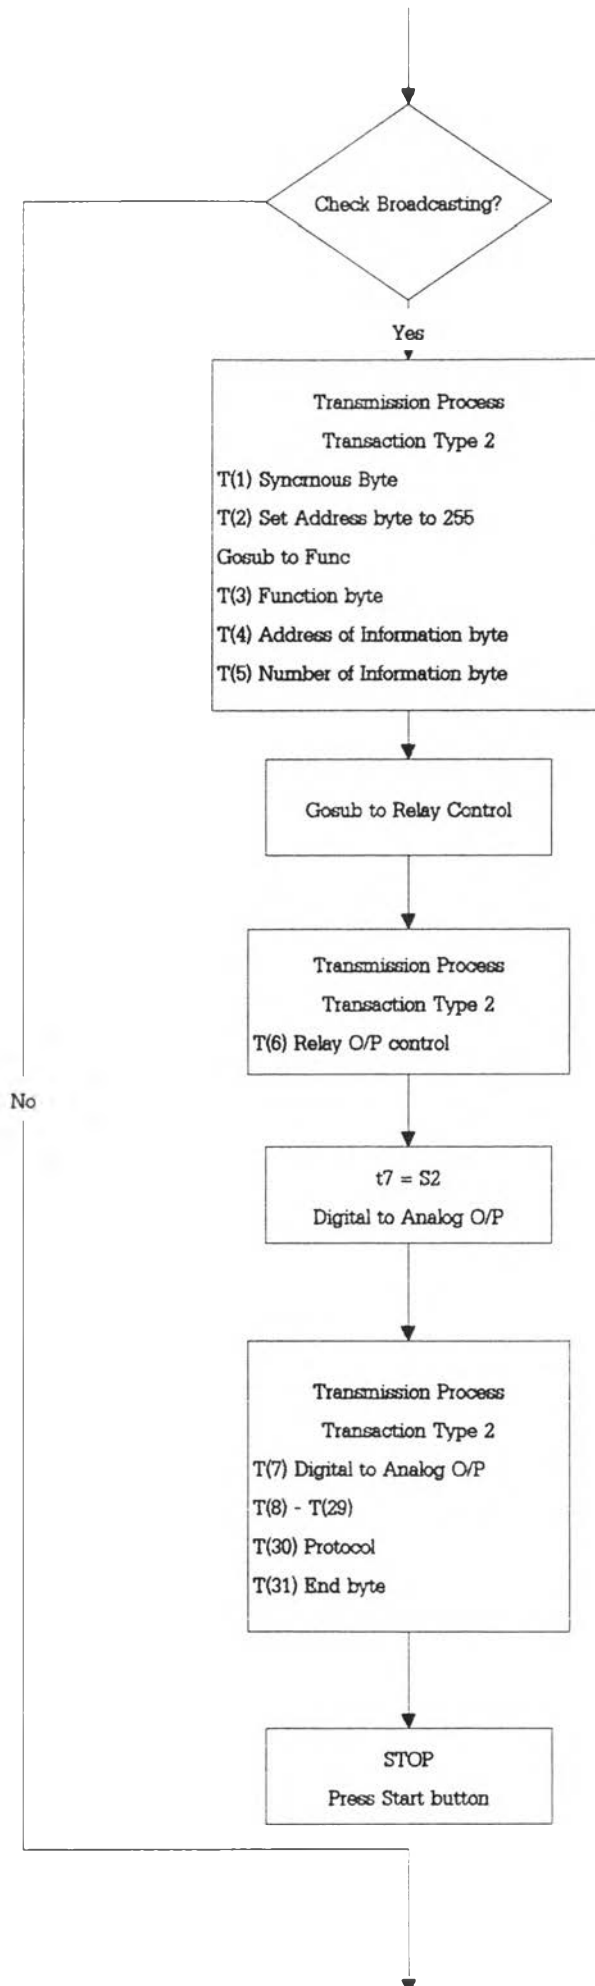 Check Broadcasting?
Yes
Transmission Process
Transaction Type 2
T(1) Syncrnous Byte
T(2) Set Address byte to 255
Gosub to Func
T(3) Function byte
T(4) Address of Information byte
T(5) Number of Information byte
Gosub to Relay Control
Transmission Process
Transaction Type 2
T(6) Relay O/P control
No
t7 = S2
Digital to Analog O/P
Transmission Process
Transaction Type 2
T(7) Digital to Analog O/P
T(8) - T(29)
T(30) Protocol
T(31) End byte
STOP
Press Start button